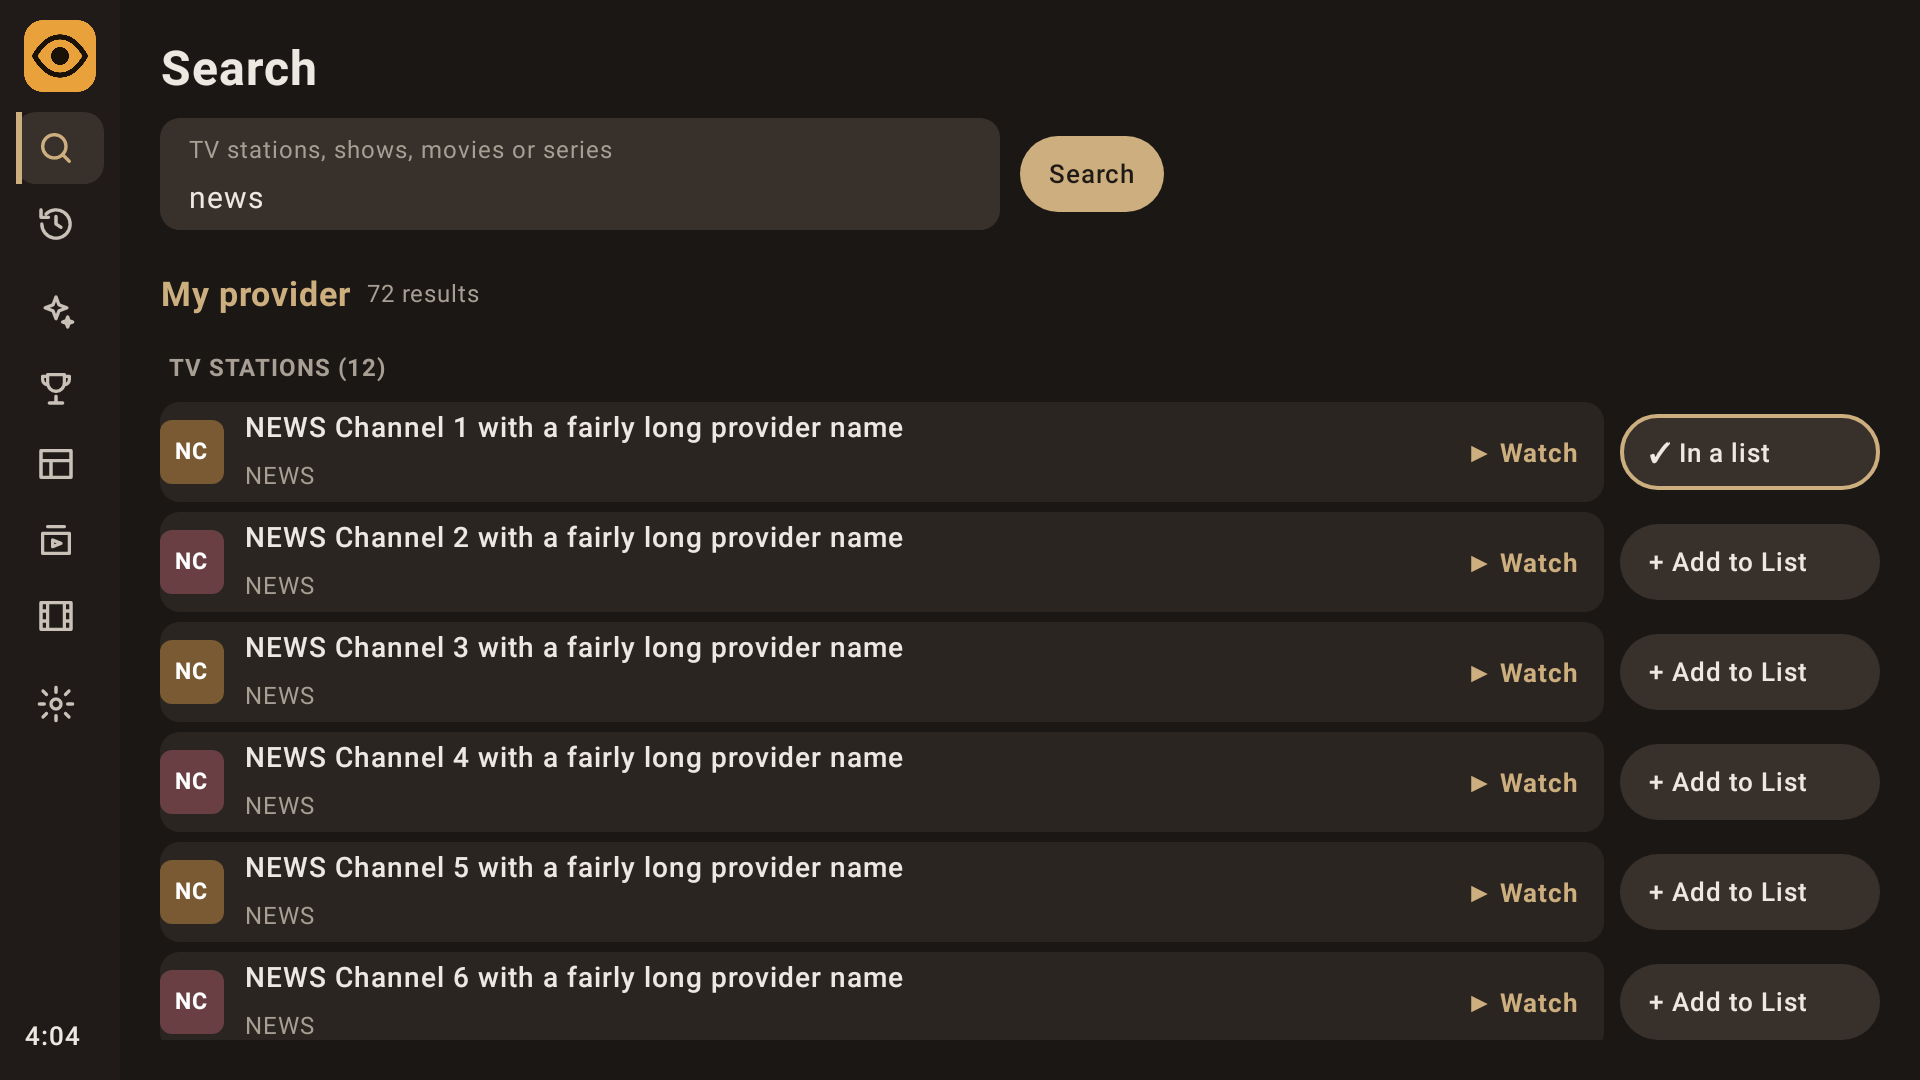 Search
TV stations, shows, movies or series
news
Search
My provider 72 results
TV STATIONS (12)
NC
NEWS Channel 1 with a fairly long provider name
NEWS
▶ Watch
✓ In a list
NC
NEWS Channel 2 with a fairly long provider name
NEWS
▶ Watch
+ Add to List
NC
NEWS Channel 3 with a fairly long provider name
NEWS
▶ Watch
+ Add to List
NC
NEWS Channel 4 with a fairly long provider name
NEWS
▶ Watch
+ Add to List
NC
NEWS Channel 5 with a fairly long provider name
NEWS
▶ Watch
+ Add to List
NC
NEWS Channel 6 with a fairly long provider name
NEWS
▶ Watch
+ Add to List
4:04